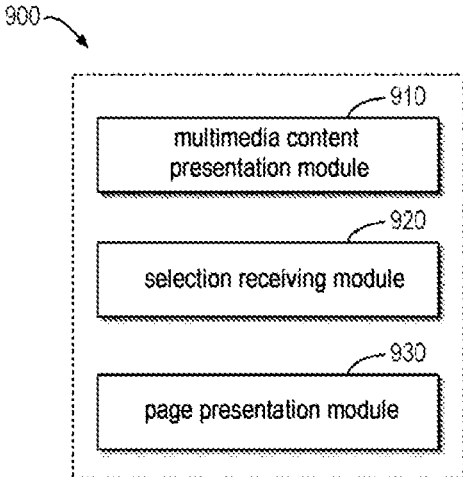 900
910
multimedia content
presentation module
920
selection receiving module
930
page presentation module